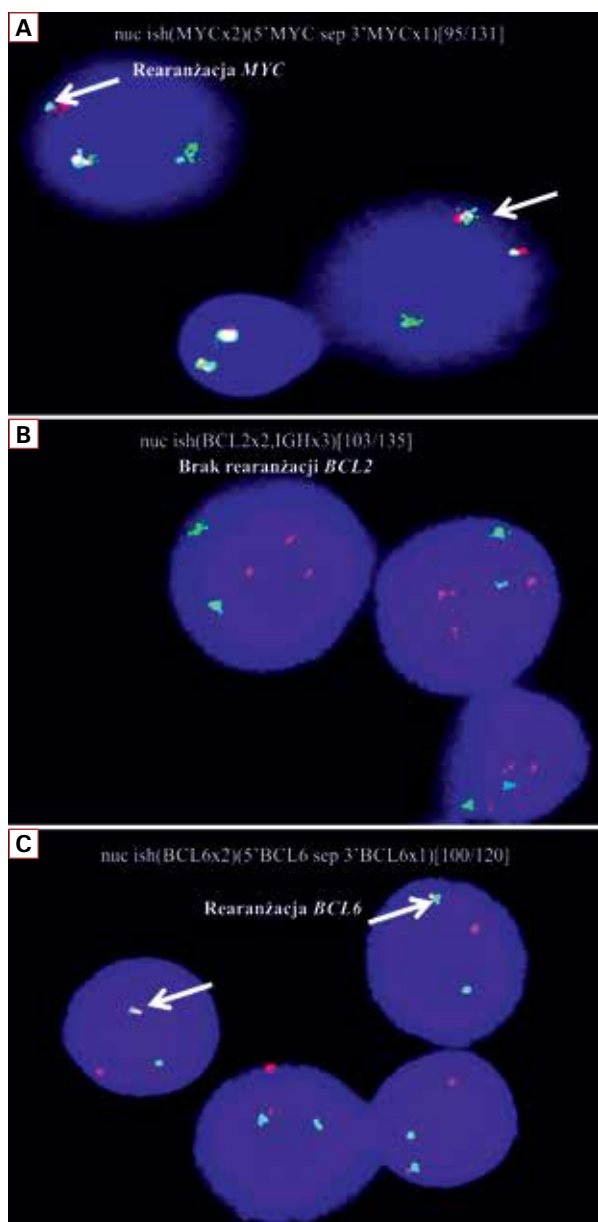 A
nuc ish(MYCx2)(5'MYC sep 3'MYCx1)[95/131]
Rearanżacja MYC
B
nuc ish(BCL2x2,IGHx3)[103/135]
Brak rearanżacji BCL2
C
nuc ish(BCL6x2)(5'BCL6 sep 3'BCL6x1)[100/120]
Rearanżacja BCL6